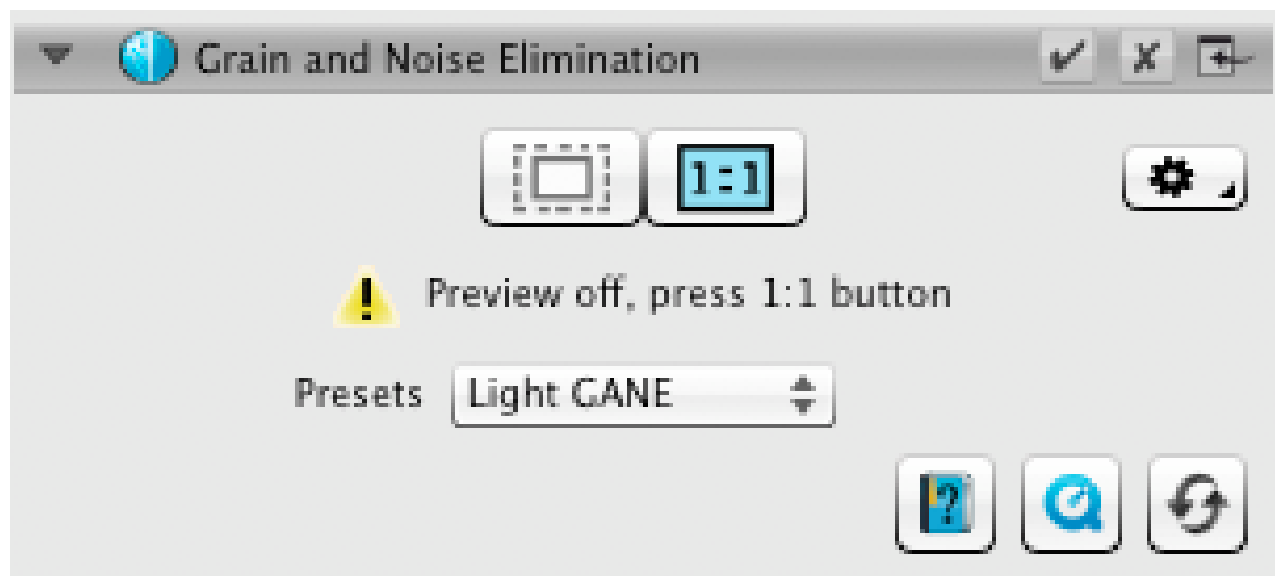 Grain and Noise Elimination
1:1
Preview off, press 1:1 button
Presets Light GANE
?